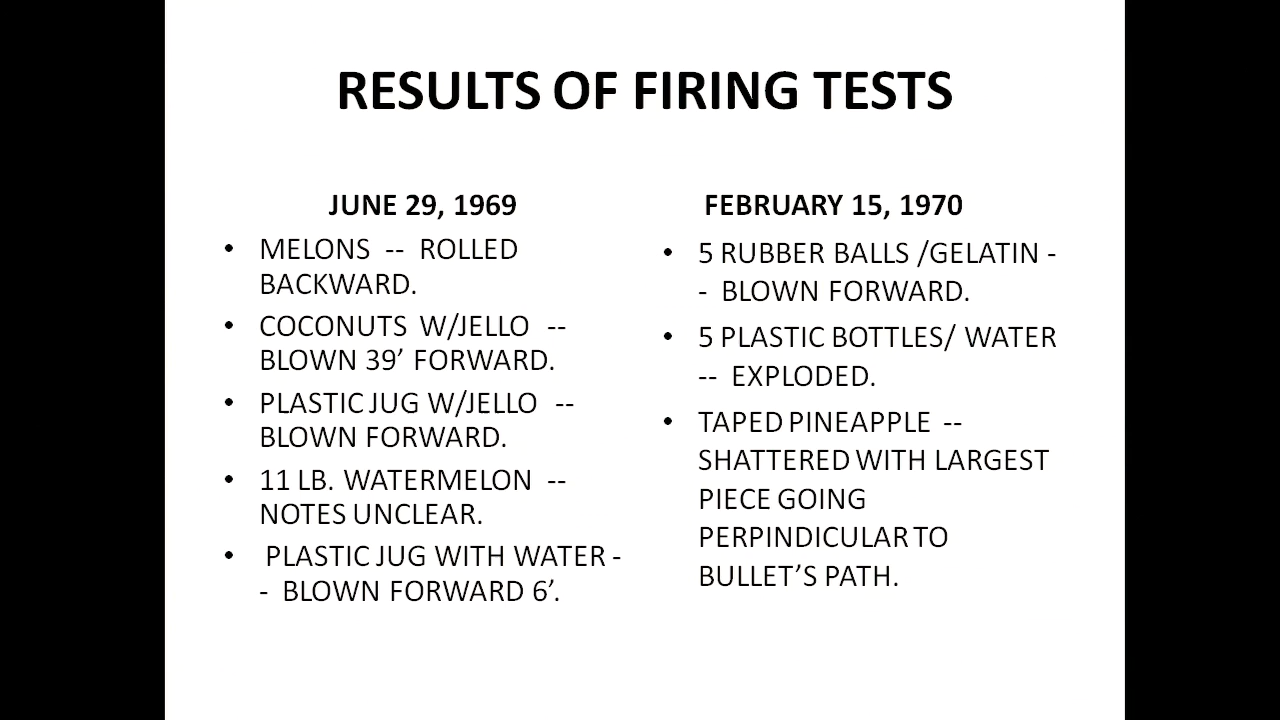 RESULTS OF FIRING TESTS
JUNE 29, 1969
• MELONS -- ROLLED
BACKWARD.
• COCONUTS W/JELLO --
BLOWN 39’ FORWARD.
• PLASTIC JUG W/JELLO --
BLOWN FORWARD.
• 11 LB. WATERMELON --
NOTES UNCLEAR.
• PLASTIC JUG WITH WATER -
- BLOWN FORWARD 6’.
FEBRUARY 15, 1970
• 5 RUBBER BALLS /GELATIN -
- BLOWN FORWARD.
• 5 PLASTIC BOTTLES/ WATER
-- EXPLODED.
• TAPED PINEAPPLE --
SHATTERED WITH LARGEST
PIECE GOING
PERPINDICULAR TO
BULLET’S PATH.